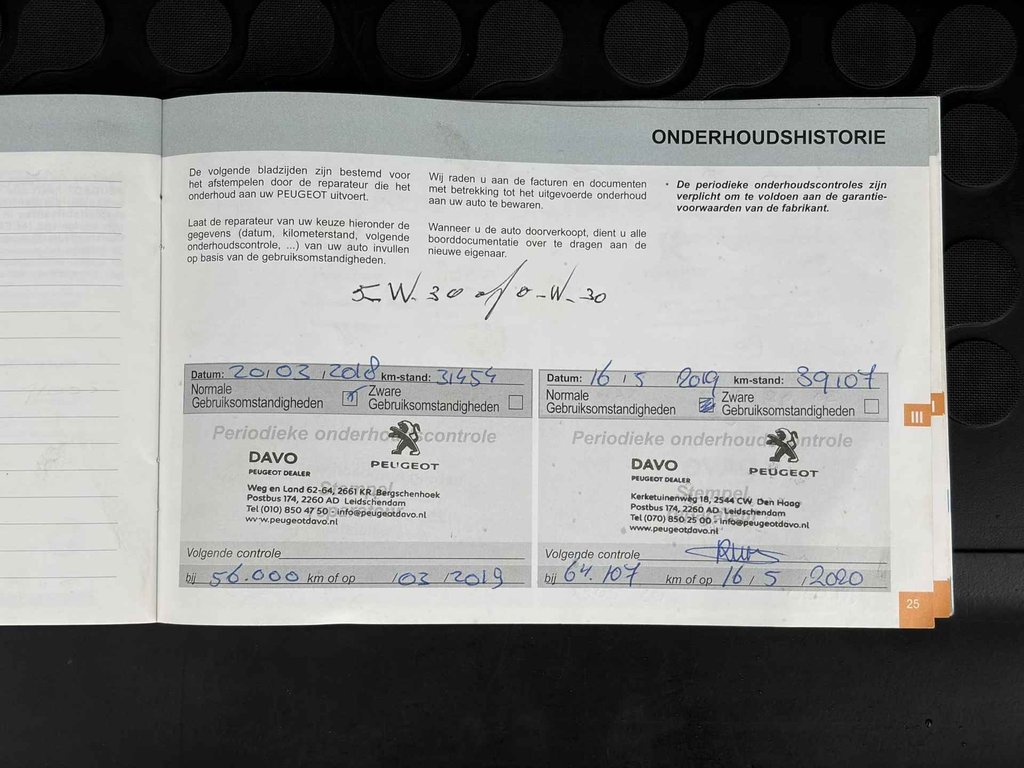 ONDERHOUDSHISTORIE
De volgende bladzijden zijn bestemd voor
het afstempelen door de reparateur die het
onderhoud aan uw PEUGEOT uitvoert.
Laat de reparateur van uw keuze hieronder de
gegevens (datum, kilometerstand, volgende
onderhoudscontrole, ...) van uw auto invullen
op basis van de gebruiksomstandigheden.
Wij raden u aan de facturen en documenten
met betrekking tot het uitgevoerde onderhoud
aan uw auto te bewaren.
Wanneer u de auto doorverkoopt, dient u alle
boorddocumentatie over te dragen aan de
nieuwe eigenaar.
• De periodieke onderhoudscontroles zijn
verplicht om te voldoen aan de garantie-
voorwaarden van de fabrikant.
5W-30 of 0-W-30
Datum: 20/03/2018 km-stand: 31454
Normale
Gebruiksomstandigheden
Zware
Gebruiksomstandigheden
Periodieke onderhoudscontrole
DAVO
PEUGEOT DEALER
PEUGEOT
Weg en Land 62-64, 2661 KR Bergschenhoek
Postbus 174, 2260 AD Leidschendam
Tel (010) 850 47 50 - info@peugeotdavo.nl
www.peugeotdavo.nl
Stempel
Volgende controle
bij 56.000 km of op /03/2019
Datum: 16/5 2019 km-stand: 39107
Normale
Gebruiksomstandigheden
Zware
Gebruiksomstandigheden
Periodieke onderhoudscontrole
DAVO
PEUGEOT DEALER
PEUGEOT
Kerketuinenweg 18, 2544 CW Den Haag
Postbus 174, 2260 AD Leidschendam
Tel (070) 850 25 00 - info@peugeotdavo.nl
www.peugeotdavo.nl
Stempel
Volgende controle
bij 64.107 km of op 16/5/2020
III
25